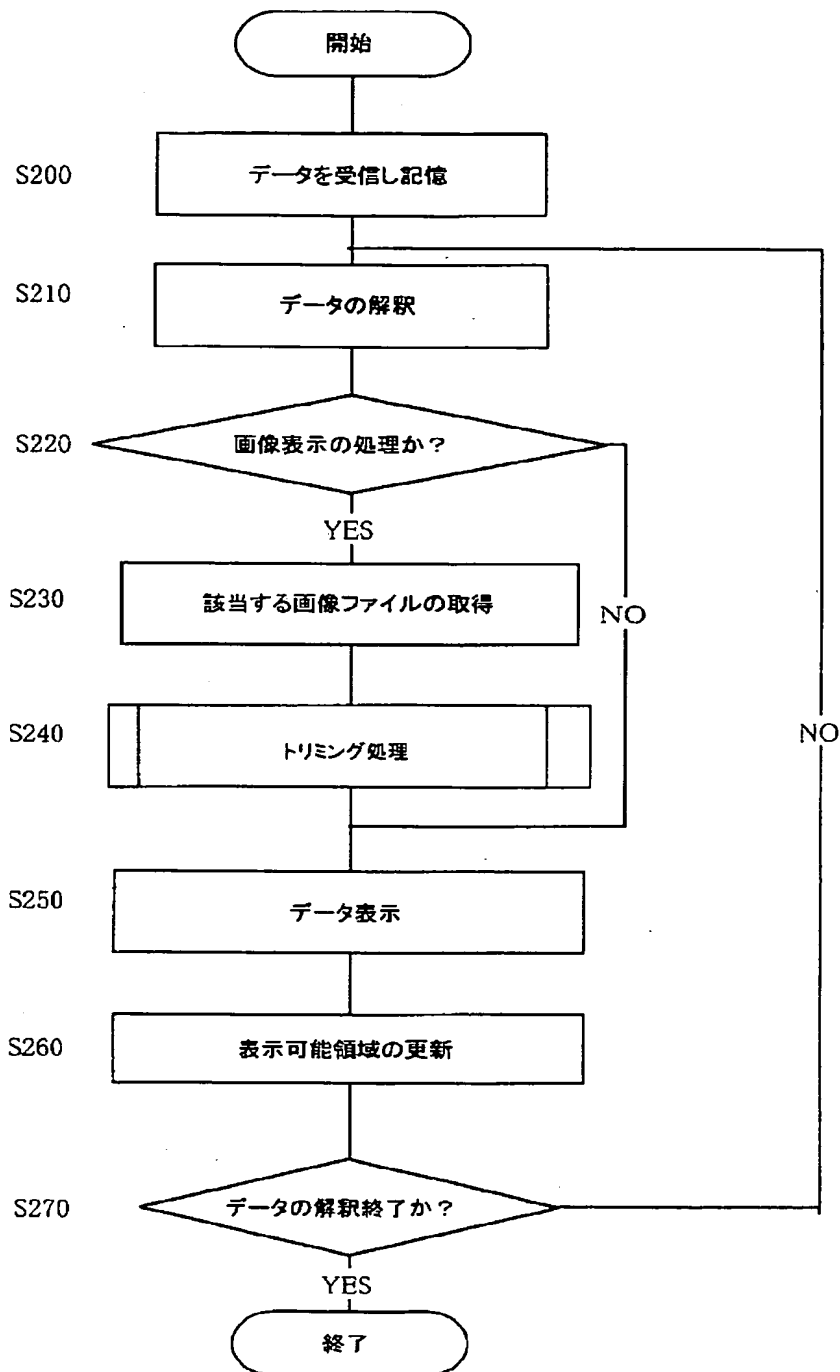 開始
S200
データを受信し記憶
S210
データの解釈
S220
画像表示の処理か?
YES
S230
該当する画像ファイルの取得
NO
S240
トリミング処理
NO
S250
データ表示
S260
表示可能領域の更新
S270
データの解釈終了か?
YES
終了